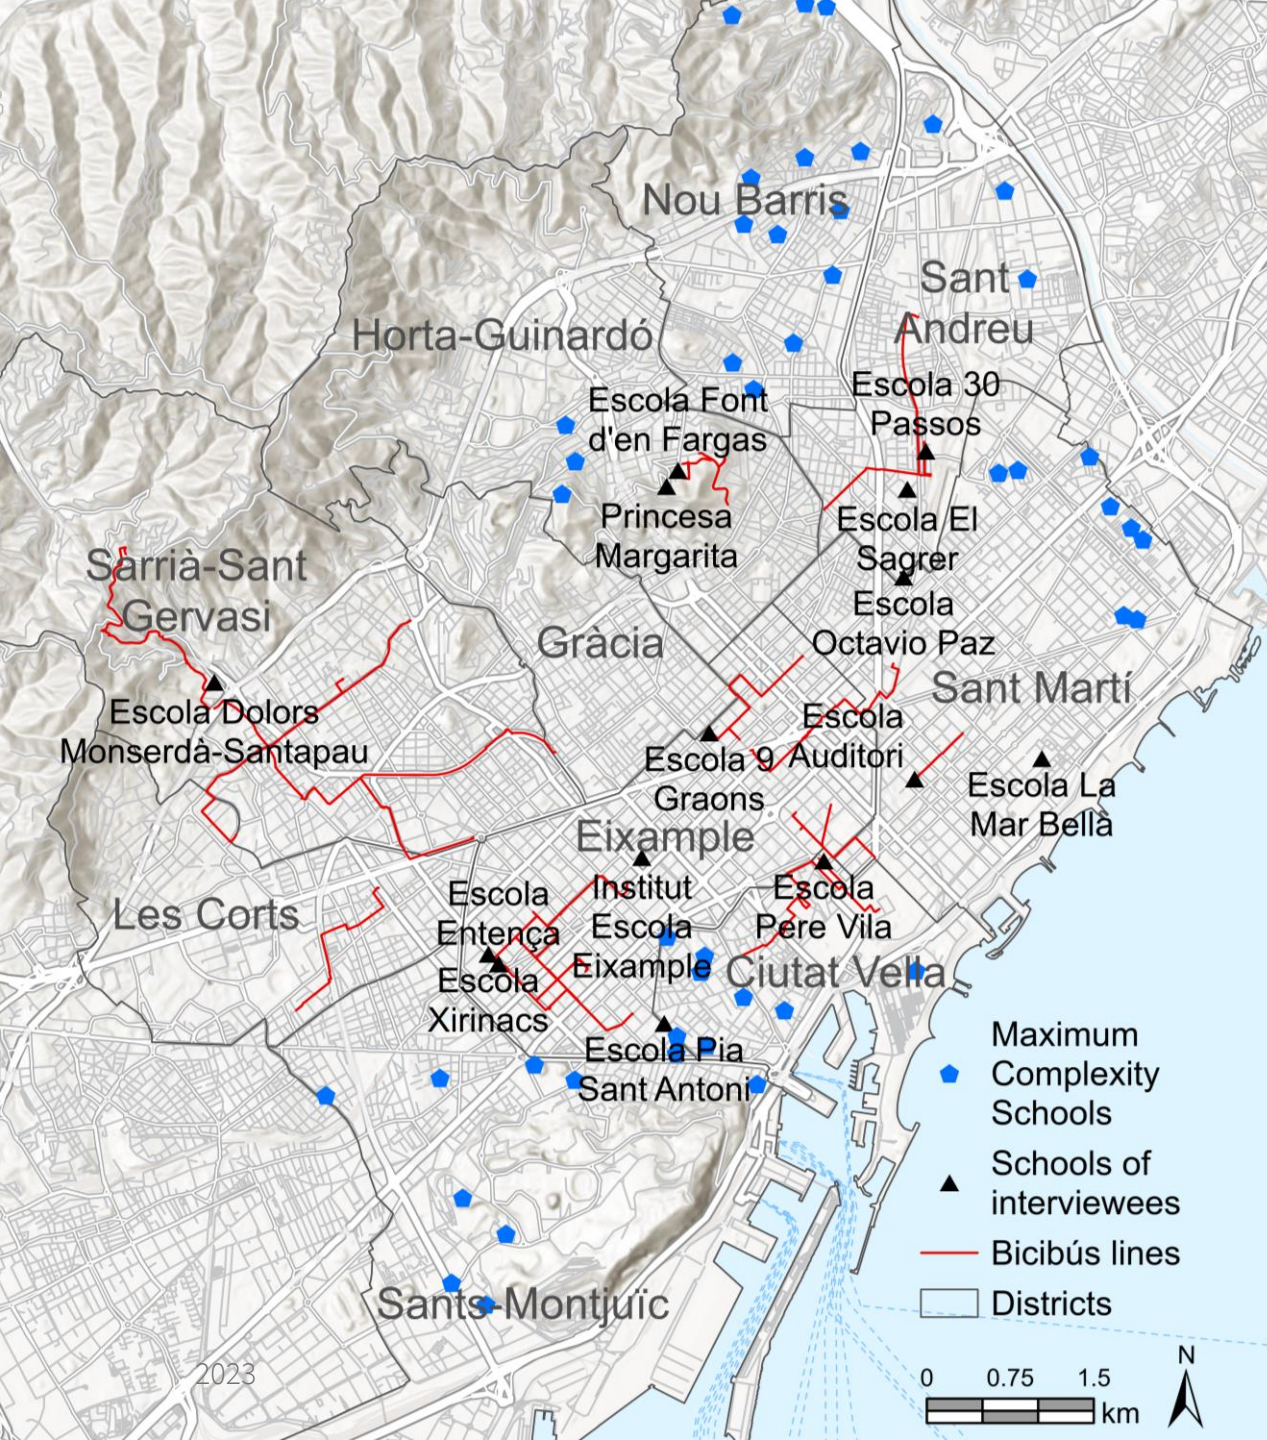 Nou Barris
Sant
Andreu
Horta-Guinardó
Escola 30
Passos
Escola Font
d'en Fargas
Princesa
Margarita
Escola El
Sagrer
Sarrià-Sant
Gervasi
Escola
Octavio Paz
Gràcia
Sant Martí
Escola Dolors
Monserdà-Santapau
Escola
Auditori
Escola 9
Graons
Escola La
Mar Bella
Eixample
Escola
Entença
Institut
Escola
Eixample
Escola
Pere Vila
Les Corts
Ciutat Vella
Escola
Xirinacs
Escola Pia
Sant Antoni
Maximum
Complexity
Schools
Schools of
interviewees
Bicibús lines
Districts
Sants-Montjuïc
2023
0 0.75 1.5
km
N